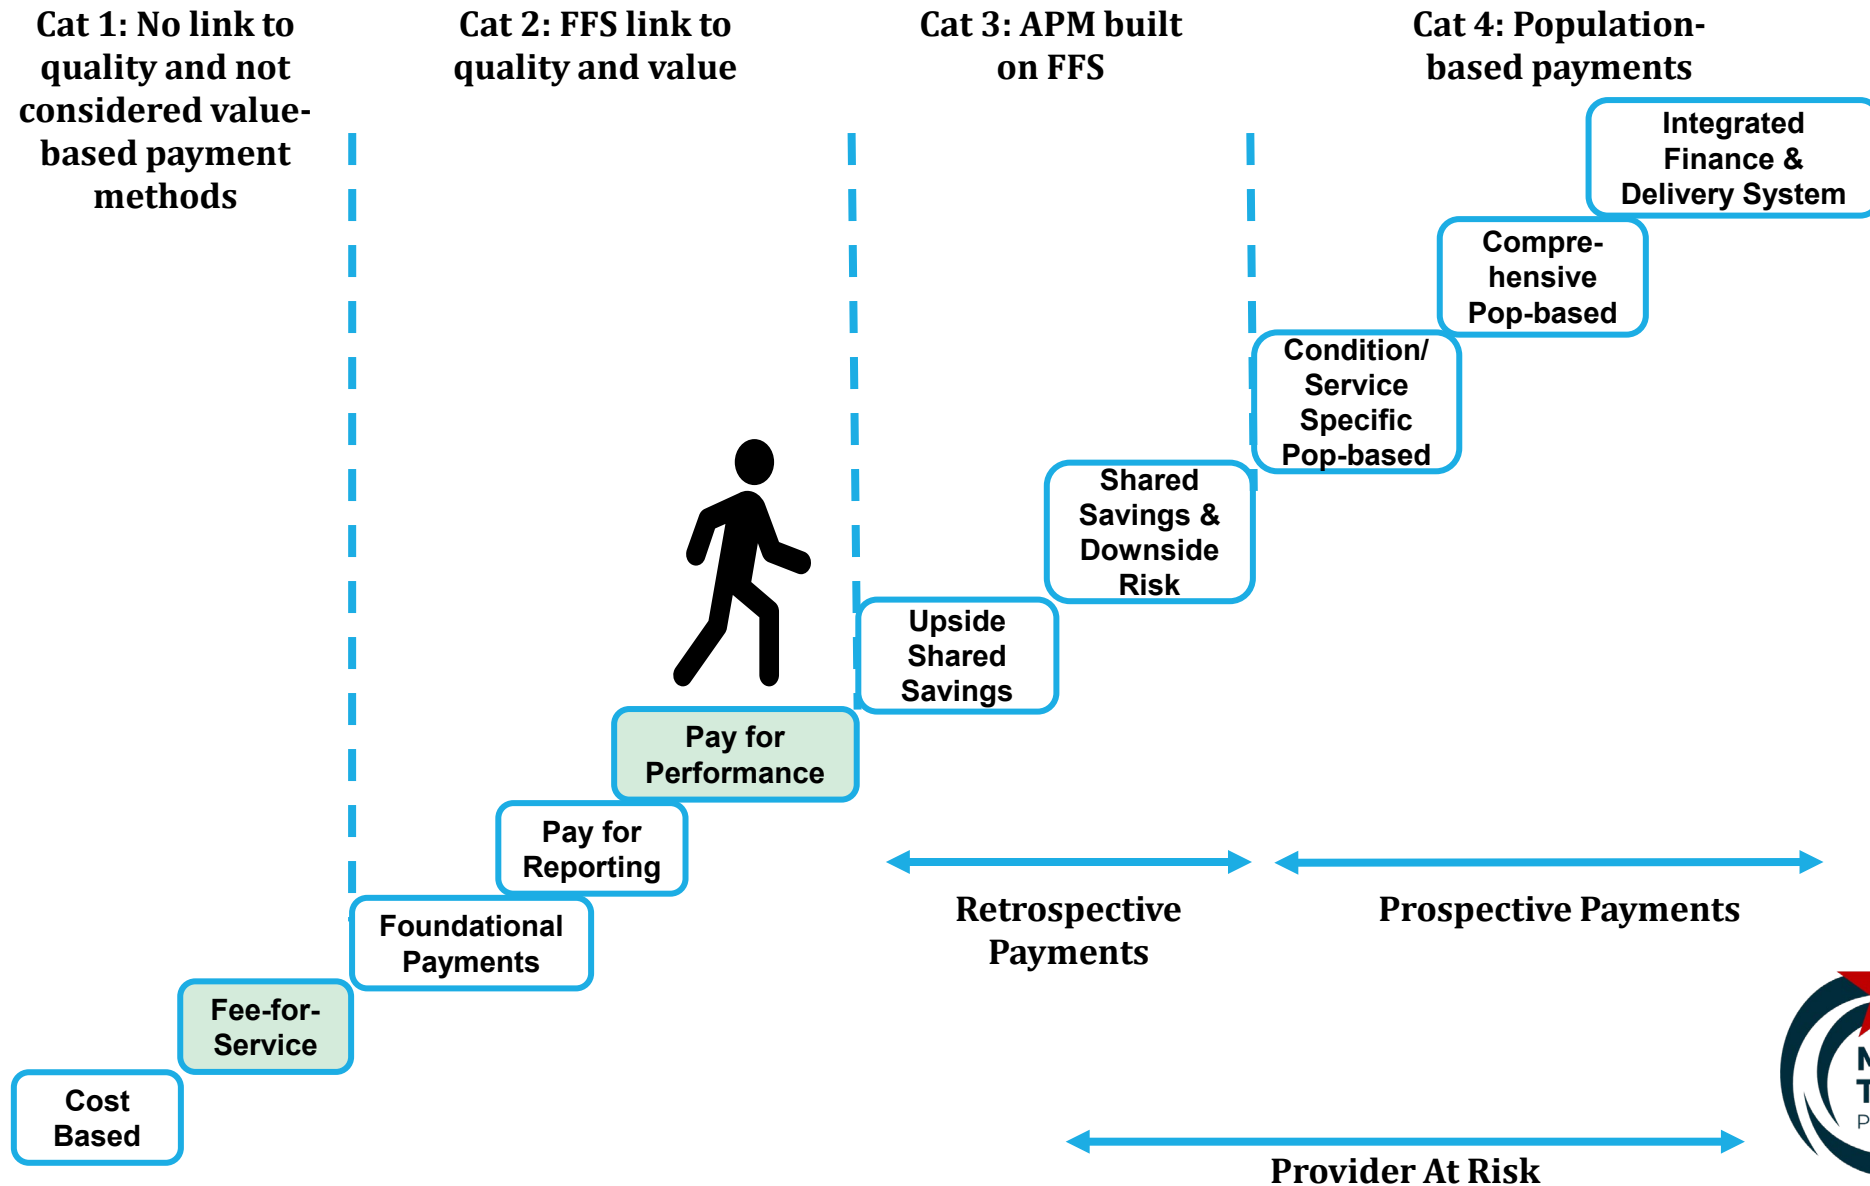 Cat 1: No link to
quality and not
considered value-
based payment
methods
Cat 2: FFS link to
quality and value
Cat 3: APM built
on FFS
Cat 4: Population-
based payments
Integrated
Finance &
Delivery System
Compre-
hensive
Pop-based
Condition/
Service
Specific
Pop-based
Shared
Savings &
Downside
Risk
Upside
Shared
Savings
Pay for
Performance
Pay for
Reporting
Foundational
Payments
Fee-for-
Service
Cost
Based
Retrospective
Payments
Prospective Payments
Provider At Risk